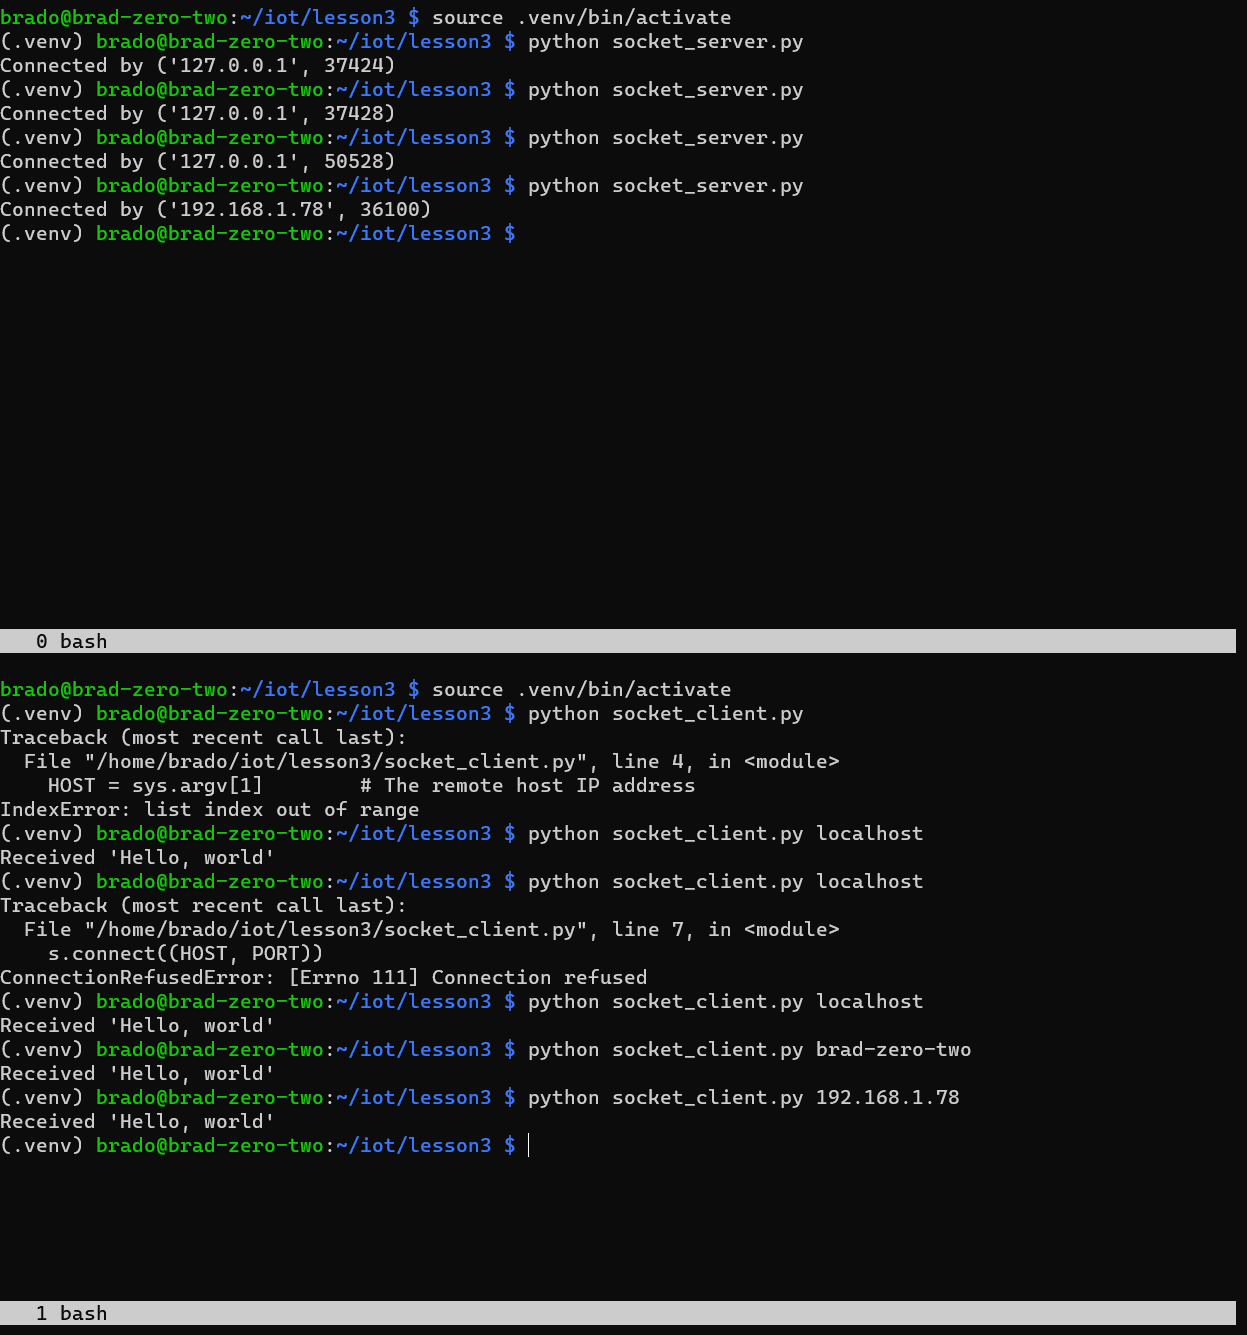 brado@brad-zero-two:~/iot/lesson3 $ source .venv/bin/activate
(.venv) brado@brad-zero-two:~/iot/lesson3 $ python socket_server.py
Connected by ('127.0.0.1', 37424)
(.venv) brado@brad-zero-two:~/iot/lesson3 $ python socket_server.py
Connected by ('127.0.0.1', 37428)
(.venv) brado@brad-zero-two:~/iot/lesson3 $ python socket_server.py
Connected by ('127.0.0.1', 50528)
(.venv) brado@brad-zero-two:~/iot/lesson3 $ python socket_server.py
Connected by ('192.168.1.78', 36100)
(.venv) brado@brad-zero-two:~/iot/lesson3 $
0 bash
brado@brad-zero-two:~/iot/lesson3 $ source .venv/bin/activate
(.venv) brado@brad-zero-two:~/iot/lesson3 $ python socket_client.py
Traceback (most recent call last):
  File "/home/brado/iot/lesson3/socket_client.py", line 4, in <module>
    HOST = sys.argv[1]        # The remote host IP address
IndexError: list index out of range
(.venv) brado@brad-zero-two:~/iot/lesson3 $ python socket_client.py localhost
Received 'Hello, world'
(.venv) brado@brad-zero-two:~/iot/lesson3 $ python socket_client.py localhost
Traceback (most recent call last):
  File "/home/brado/iot/lesson3/socket_client.py", line 7, in <module>
    s.connect((HOST, PORT))
ConnectionRefusedError: [Errno 111] Connection refused
(.venv) brado@brad-zero-two:~/iot/lesson3 $ python socket_client.py localhost
Received 'Hello, world'
(.venv) brado@brad-zero-two:~/iot/lesson3 $ python socket_client.py brad-zero-two
Received 'Hello, world'
(.venv) brado@brad-zero-two:~/iot/lesson3 $ python socket_client.py 192.168.1.78
Received 'Hello, world'
(.venv) brado@brad-zero-two:~/iot/lesson3 $
1 bash